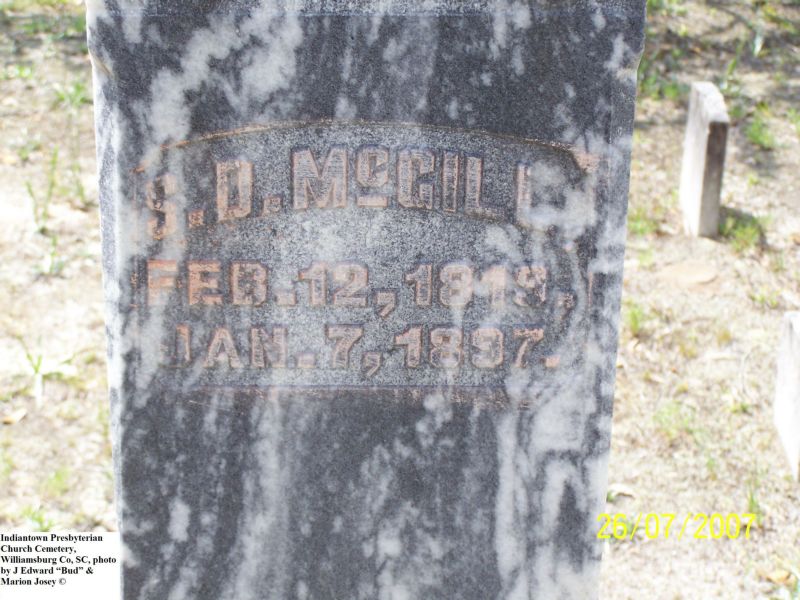 S. D. McGILL
FEB. 12, 1819,
JAN. 7, 1897.
26/07/2007
Indiantown Presbyterian
Church Cemetery,
Williamsburg Co, SC, photo
by J Edward “Bud” &
Marion Josey ©